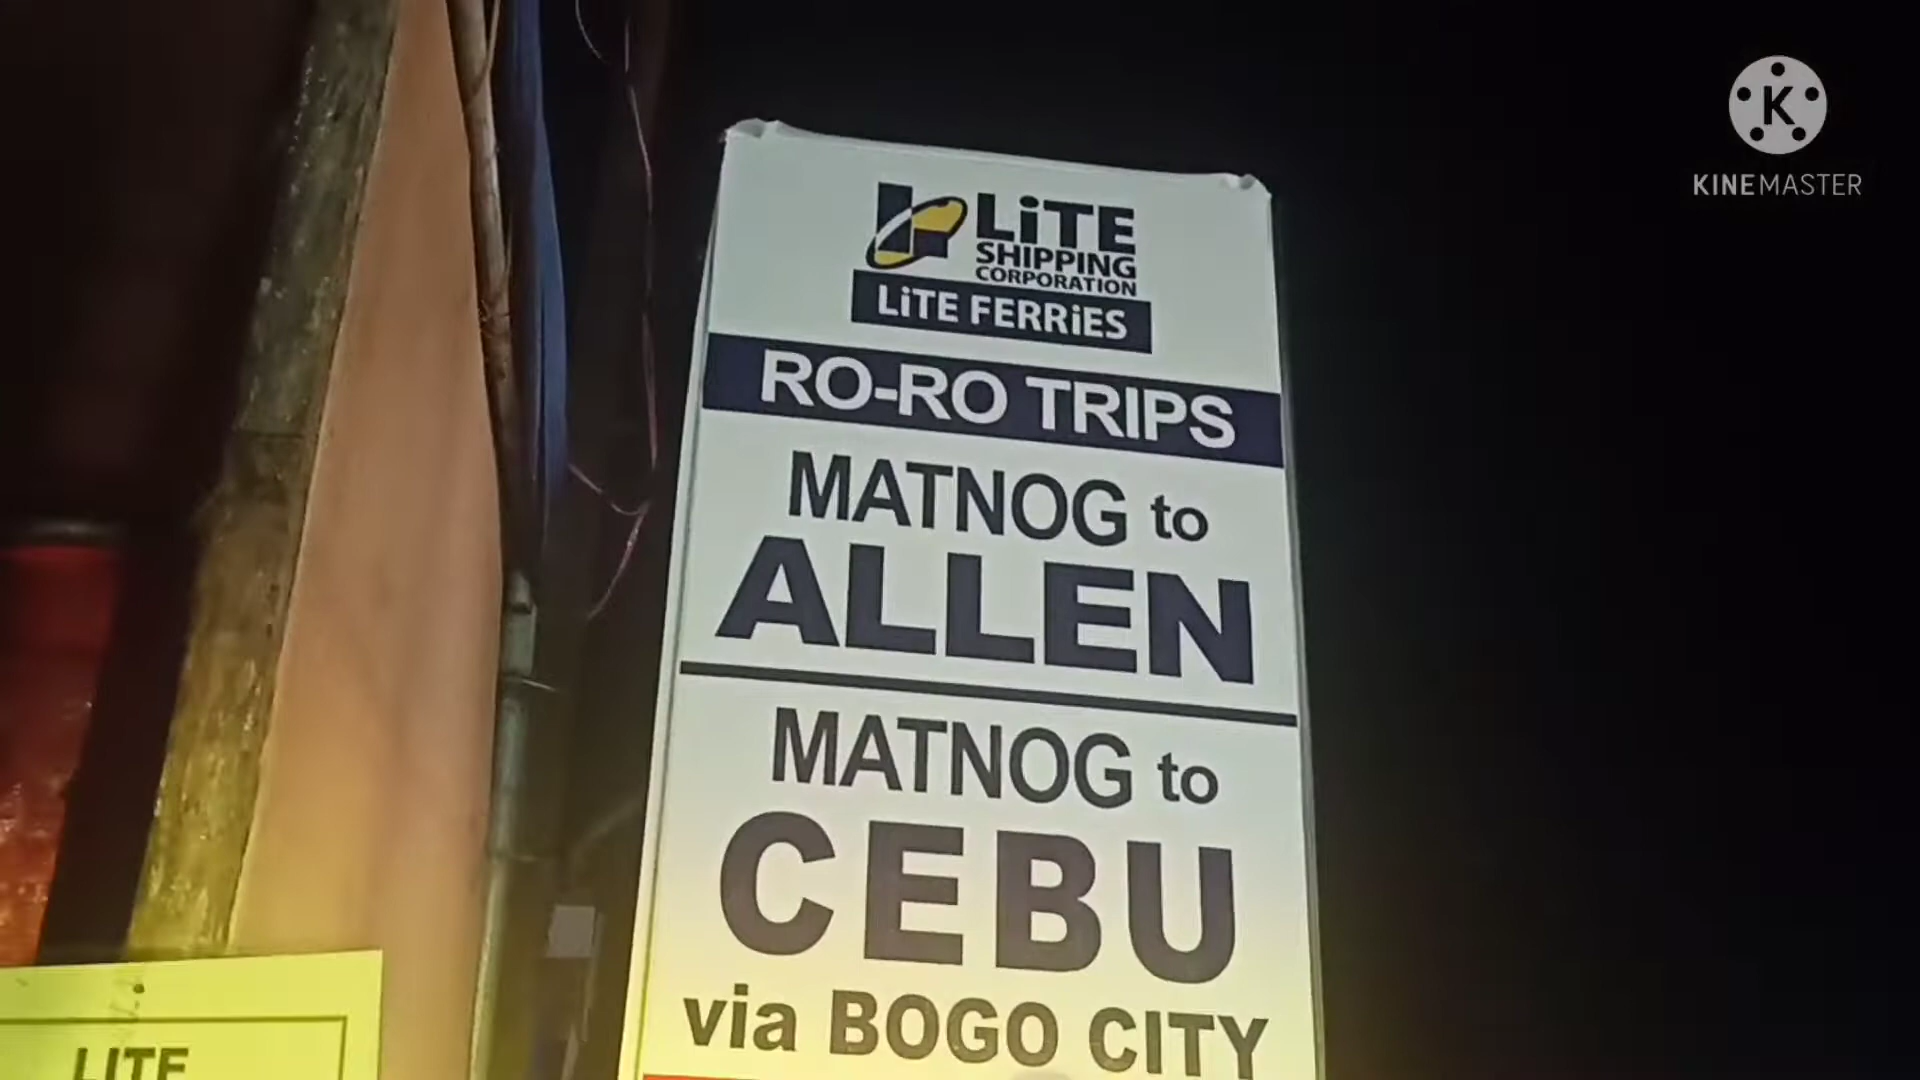 KINEMASTER
LiTE
SHIPPING
CORPORATION
LiTE FERRiES
RO-RO TRIPS
MATNOG to
ALLEN
MATNOG to
CEBU
via BOGO CITY
LITE